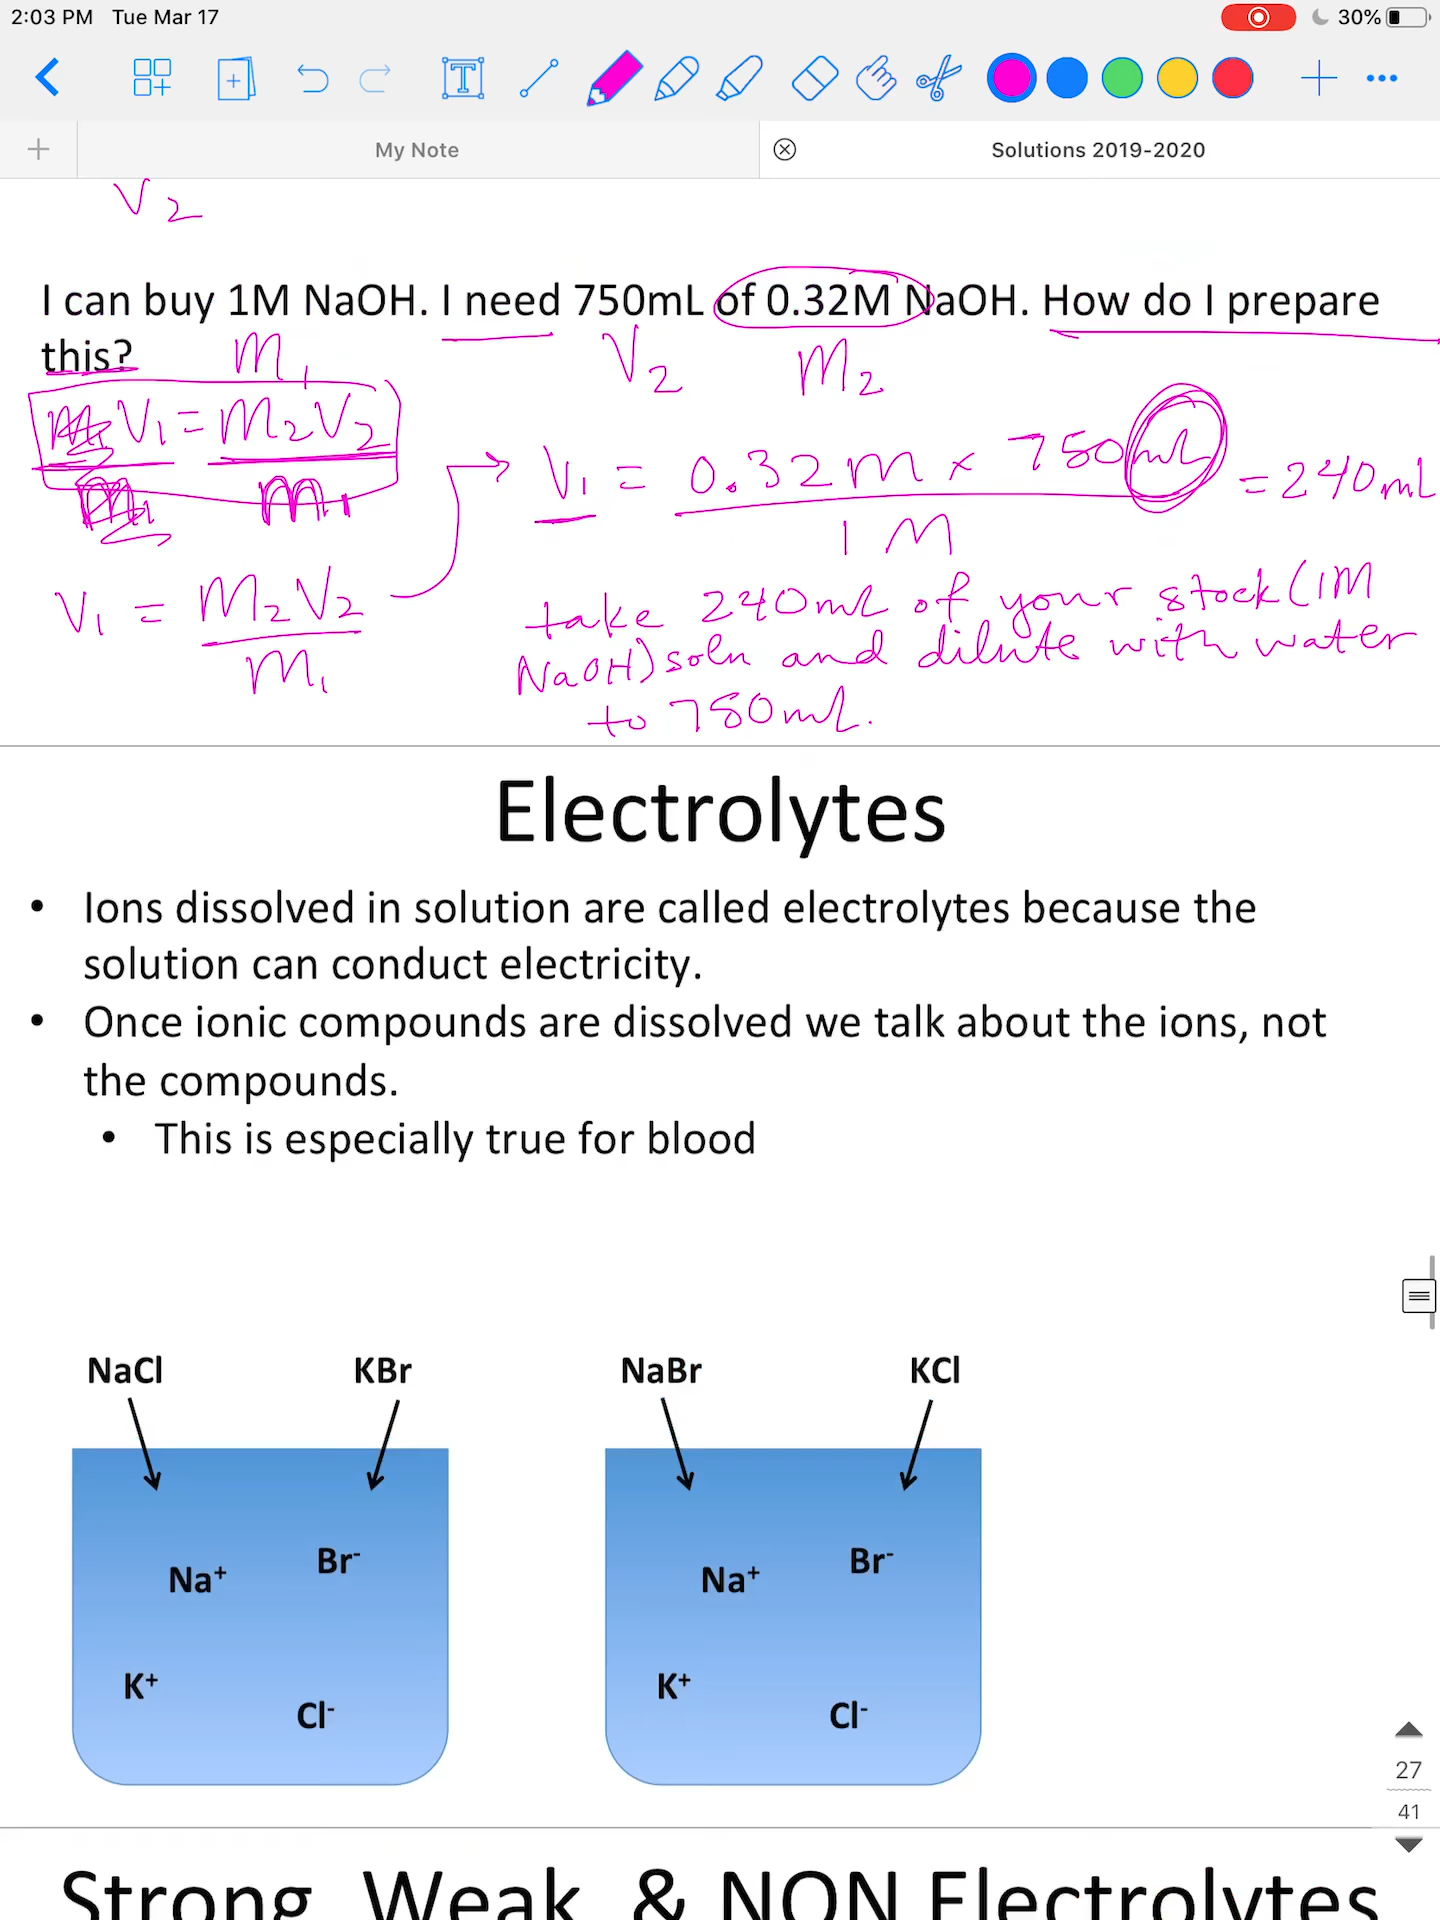 2:03 PM Tue Mar 17
30%
T
My Note
Solutions 2019-2020
V2
I can buy 1M NaOH. I need 750mL of 0.32M NaOH. How do I prepare
this?
M1
V2
M2
M1 V1 = M2V2
M1 M1
V1 = 0.32M x 750mL = 240mL
1M
V1 = M2V2
M1
take 240mL of your stock (1M
NaOH) soln and dilute with water
to 750mL.
Electrolytes
• Ions dissolved in solution are called electrolytes because the
solution can conduct electricity.
• Once ionic compounds are dissolved we talk about the ions, not
the compounds.
• This is especially true for blood
NaCl KBr NaBr KCl
Na⁺ Br⁻ Na⁺ Br⁻
K⁺ Cl⁻ K⁺ Cl⁻
27
41
Strong, Weak, & NON Electrolytes